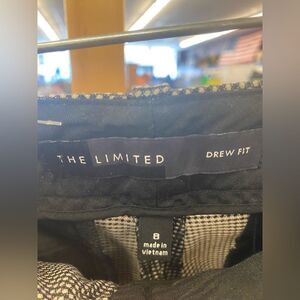 THE LIMITED DREW FIT
8
made in
vietnam